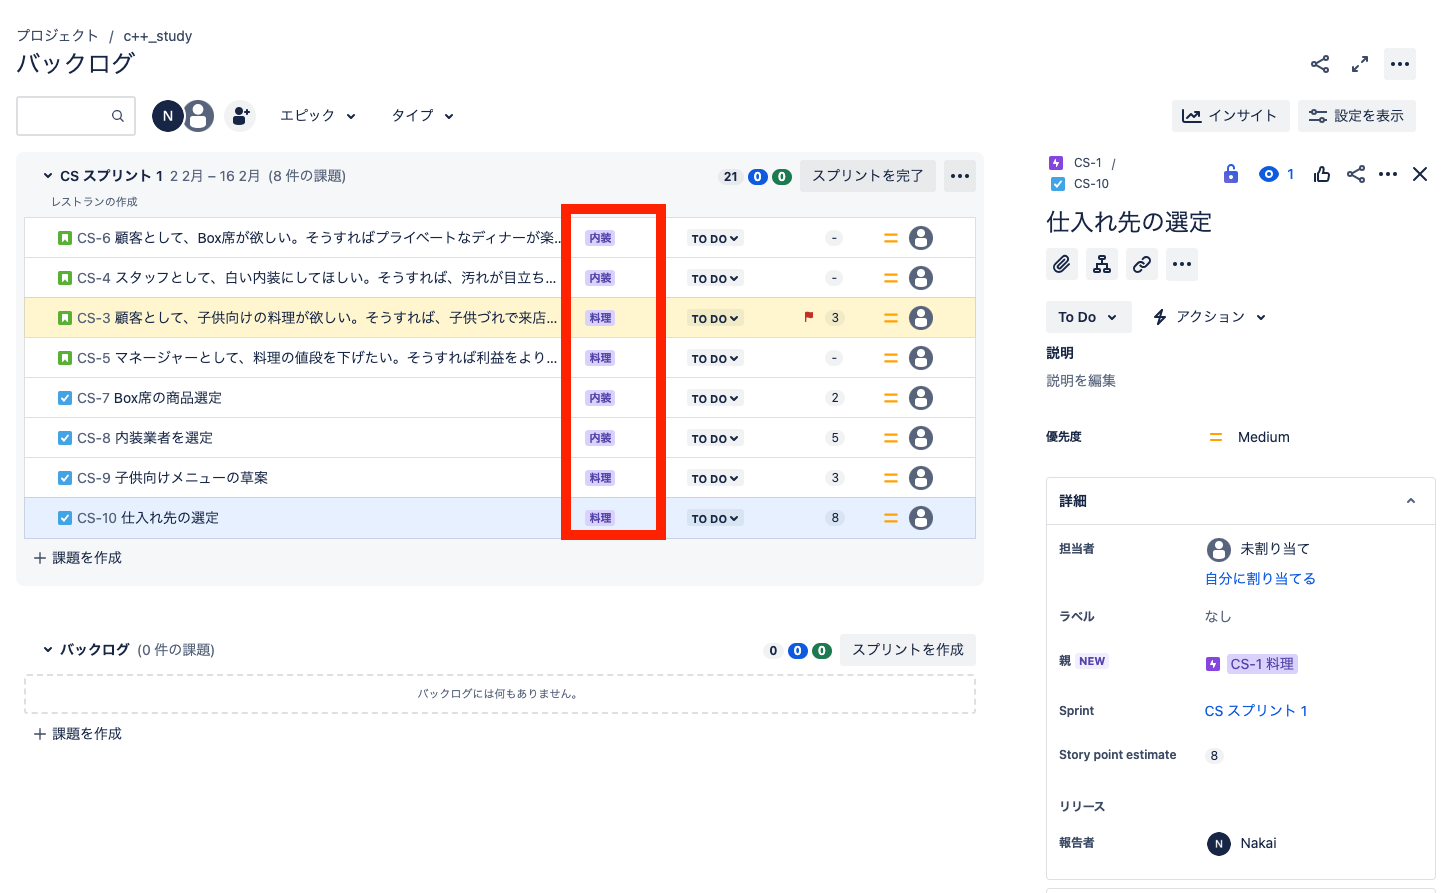 プロジェクト / c++_study
バックログ
N
エピック
タイプ
インサイト
設定を表示
CS スプリント 1 2 2月 – 16 2月 (8 件の課題)
21 0 0
スプリントを完了
レストランの作成
CS-6 顧客として、Box席が欲しい。そうすればプライベートなディナーが楽... 内装 TO DO -
CS-4 スタッフとして、白い内装にしてほしい。そうすれば、汚れが目立ち... 内装 TO DO -
CS-3 顧客として、子供向けの料理が欲しい。そうすれば、子供づれで来店... 料理 TO DO 3
CS-5 マネージャーとして、料理の値段を下げたい。そうすれば利益をより... 料理 TO DO -
CS-7 Box席の商品選定 内装 TO DO 2
CS-8 内装業者を選定 内装 TO DO 5
CS-9 子供向けメニューの草案 料理 TO DO 3
CS-10 仕入れ先の選定 料理 TO DO 8
+ 課題を作成
バックログ (0 件の課題)
0 0 0
スプリントを作成
バックログには何もありません。
+ 課題を作成
CS-1 /
CS-10
1
仕入れ先の選定
To Do
アクション
説明
説明を編集
優先度 Medium
詳細
担当者 未割り当て
自分に割り当てる
ラベル なし
親 NEW CS-1 料理
Sprint CS スプリント 1
Story point estimate 8
リリース
報告者 N Nakai